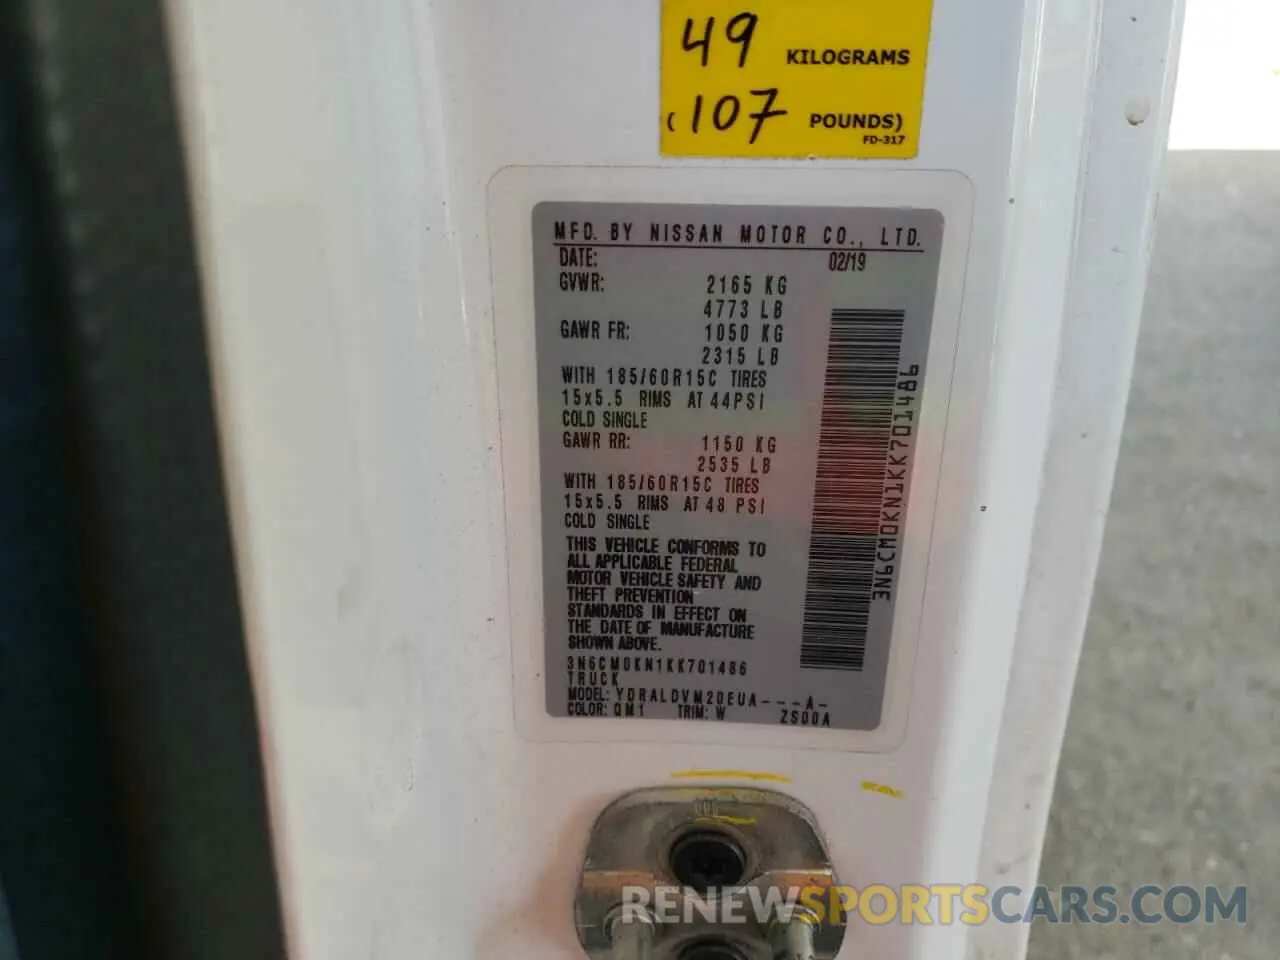 49 KILOGRAMS
(107 POUNDS)
FD-317
MFD. BY NISSAN MOTOR CO., LTD.
DATE: 02/19
GVWR: 2165 KG
4773 LB
GAWR FR: 1050 KG
2315 LB
WITH 185/60R15C TIRES
15x5.5 RIMS AT 44PSI
COLD SINGLE
GAWR RR: 1150 KG
2535 LB
WITH 185/60R15C TIRES
15x5.5 RIMS AT 48 PSI
COLD SINGLE
THIS VEHICLE CONFORMS TO
ALL APPLICABLE FEDERAL
MOTOR VEHICLE SAFETY AND
THEFT PREVENTION
STANDARDS IN EFFECT ON
THE DATE OF MANUFACTURE
SHOWN ABOVE.
3N6CM0KN1KK701486
TRUCK
MODEL: YDRALDVM20EUA---A-
COLOR: QM1 TRIM: W ZS00A
3N6CM0KN1KK701486
RENEWSPORTSCARS.COM